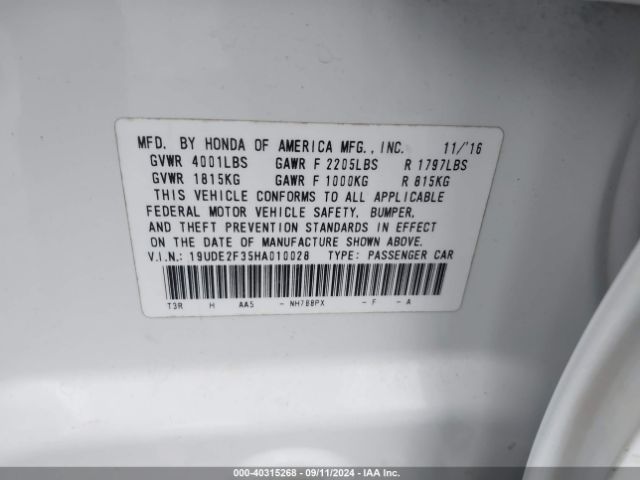 MFD. BY HONDA OF AMERICA MFG., INC. 11/'16
GVWR 4001LBS GAWR F 2205LBS R 1797LBS
GVWR 1815KG GAWR F 1000KG R 815KG
THIS VEHICLE CONFORMS TO ALL APPLICABLE
FEDERAL MOTOR VEHICLE SAFETY, BUMPER,
AND THEFT PREVENTION STANDARDS IN EFFECT
ON THE DATE OF MANUFACTURE SHOWN ABOVE.
V.I.N.: 19UDE2F35HA010028 TYPE: PASSENGER CAR
T3R H AA5 - NH788PX - F - A
000-40315268 - 09/11/2024 - IAA Inc.